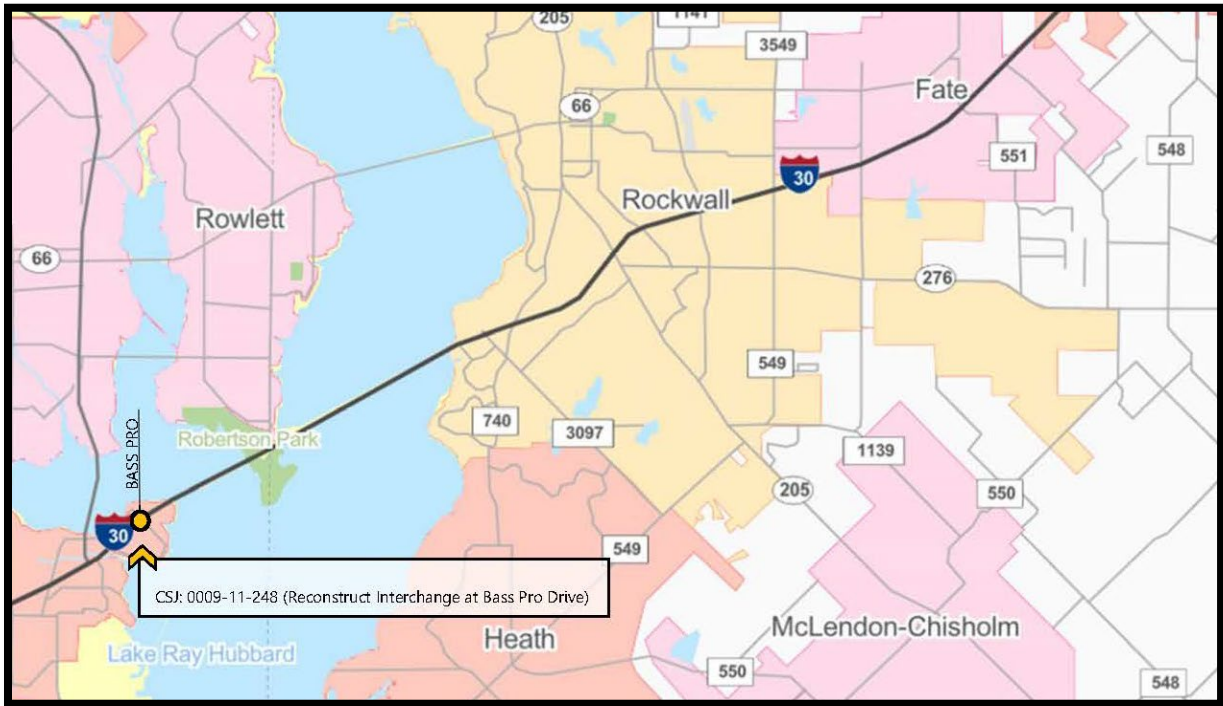 205
1141
3549
66
Fate
551
548
30
Rockwall
Rowlett
66
276
549
740
3097
Robertson Park
1139
BASS PRO
205
550
30
549
CSJ: 0009-11-248 (Reconstruct Interchange at Bass Pro Drive)
Heath
McLendon-Chisholm
Lake Ray Hubbard
550
548